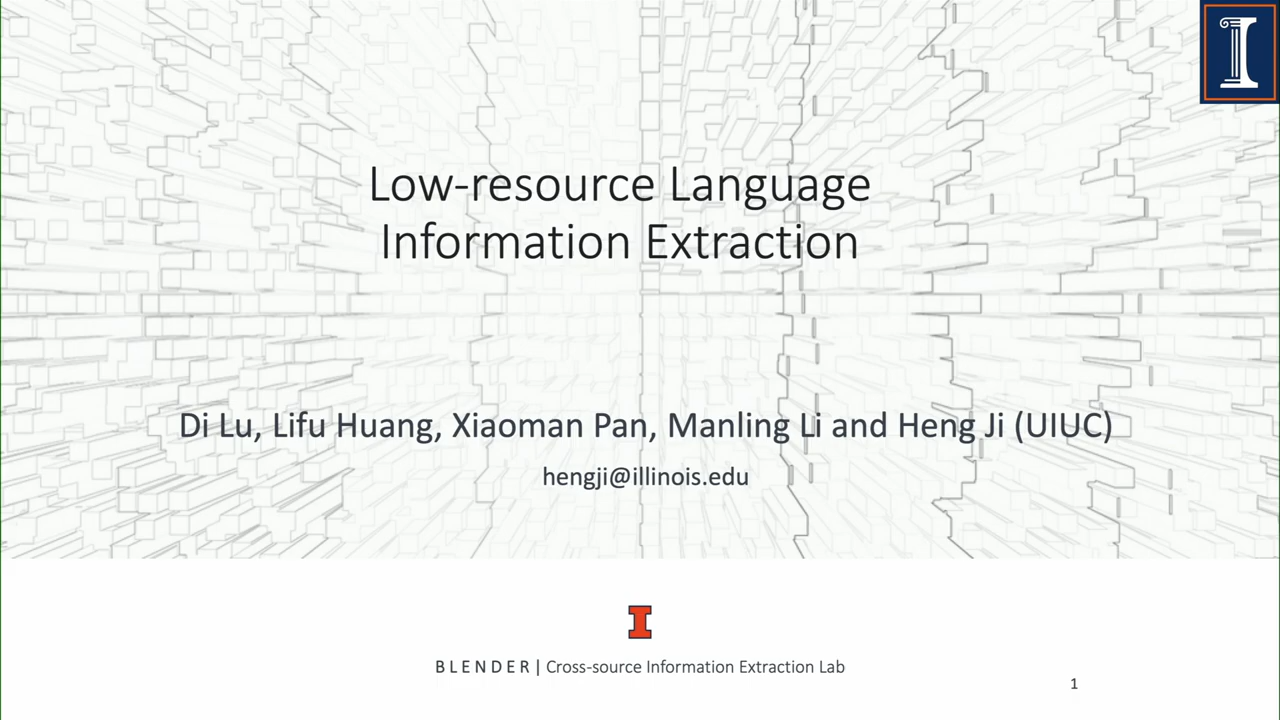 Low-resource Language
Information Extraction
Di Lu, Lifu Huang, Xiaoman Pan, Manling Li and Heng Ji (UIUC)
hengji@illinois.edu
BLENDER | Cross-source Information Extraction Lab
1